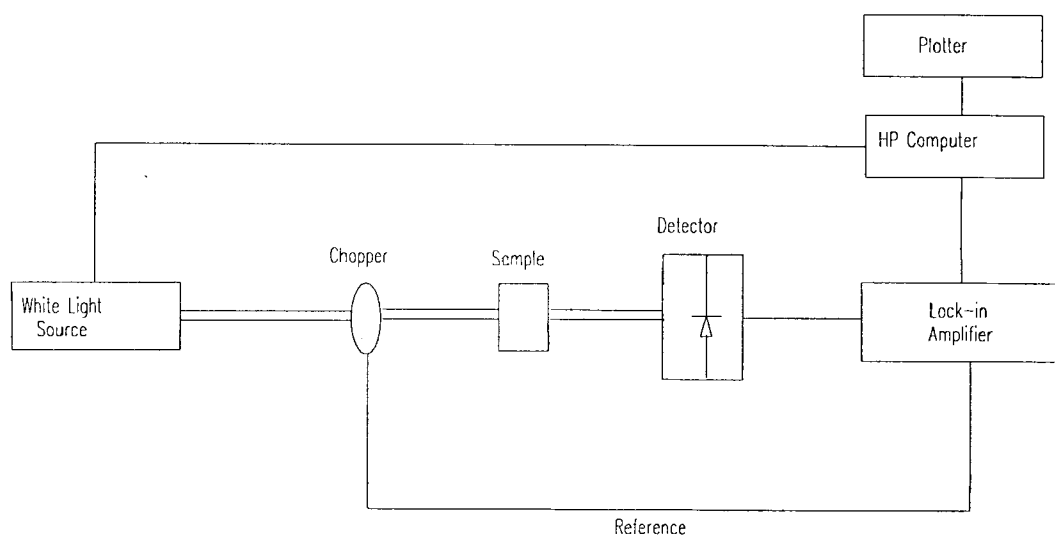 Plotter
HP Computer
Detector
Chopper
Sample
White Light
Source
Lock-in
Amplifier
Reference